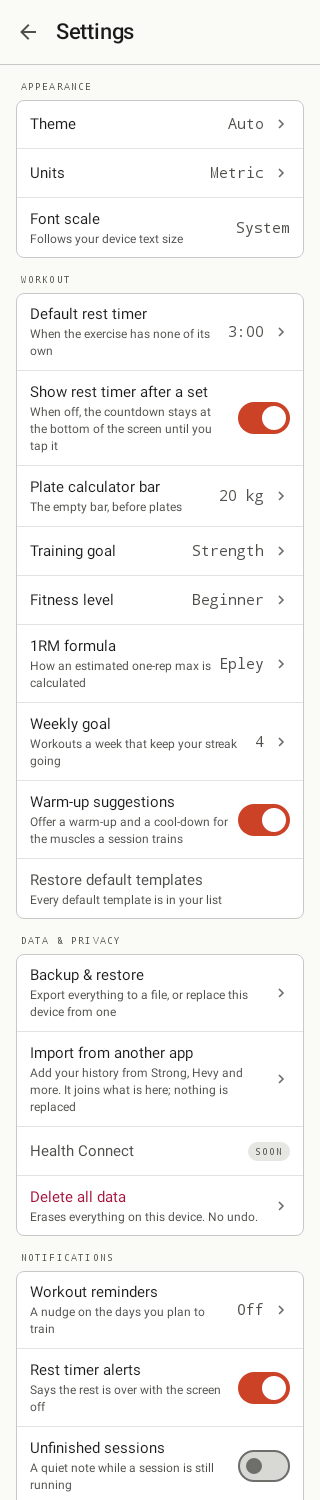 Settings
APPEARANCE
Theme
Auto
Units
Metric
Font scale
Follows your device text size
System
WORKOUT
Default rest timer
When the exercise has none of its
own
3:00
Show rest timer after a set
When off, the countdown stays at
the bottom of the screen until you
tap it
Plate calculator bar
The empty bar, before plates
20 kg
Training goal
Strength
Fitness level
Beginner
1RM formula
How an estimated one-rep max is
calculated
Epley
Weekly goal
Workouts a week that keep your streak
going
4
Warm-up suggestions
Offer a warm-up and a cool-down for
the muscles a session trains
Restore default templates
Every default template is in your list
DATA & PRIVACY
Backup & restore
Export everything to a file, or replace this
device from one
Import from another app
Add your history from Strong, Hevy and
more. It joins what is here; nothing is
replaced
Health Connect
SOON
Delete all data
Erases everything on this device. No undo.
NOTIFICATIONS
Workout reminders
A nudge on the days you plan to
train
Off
Rest timer alerts
Says the rest is over with the screen
off
Unfinished sessions
A quiet note while a session is still
running